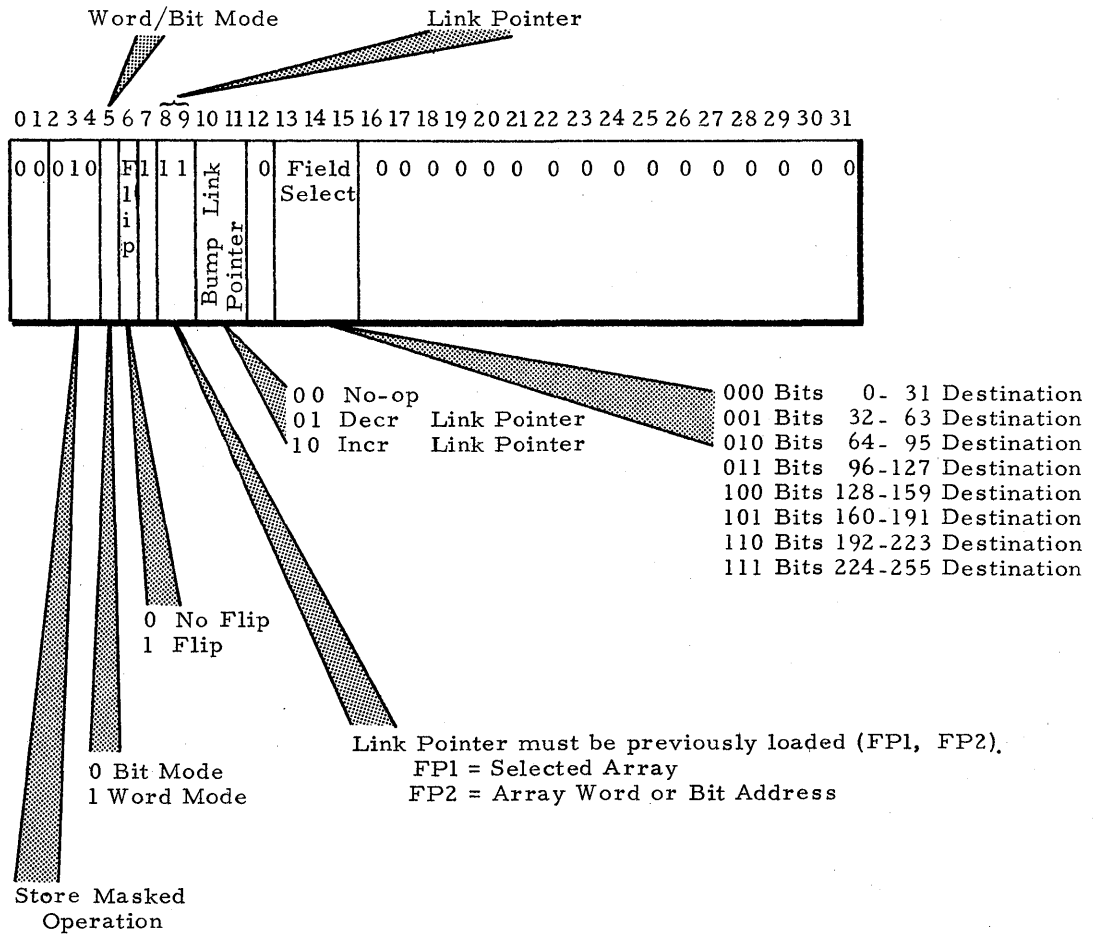 Word/Bit Mode Link Pointer
0 1 2 3 4 5 6 7 8 9 10 11 12 13 14 15 16 17 18 19 20 21 22 23 24 25 26 27 28 29 30 31
0 0 0 1 0 Flip 1 1 1 Bump Link Pointer 0 Field Select 0 0 0 0 0 0 0 0 0 0 0 0 0 0 0 0
0 0 No-op
01 Decr Link Pointer
10 Incr Link Pointer
000 Bits 0- 31 Destination
001 Bits 32- 63 Destination
010 Bits 64- 95 Destination
011 Bits 96-127 Destination
100 Bits 128-159 Destination
101 Bits 160-191 Destination
110 Bits 192-223 Destination
111 Bits 224-255 Destination
0 No Flip
1 Flip
Link Pointer must be previously loaded (FP1, FP2).
FP1 = Selected Array
FP2 = Array Word or Bit Address
0 Bit Mode
1 Word Mode
Store Masked
Operation